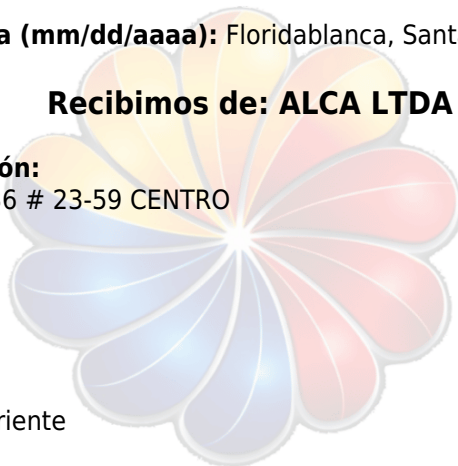 a (mm/dd/aaaa): Floridablanca, Sant
Recibimos de: ALCA LTDA
ón:
6 # 23-59 CENTRO
riente